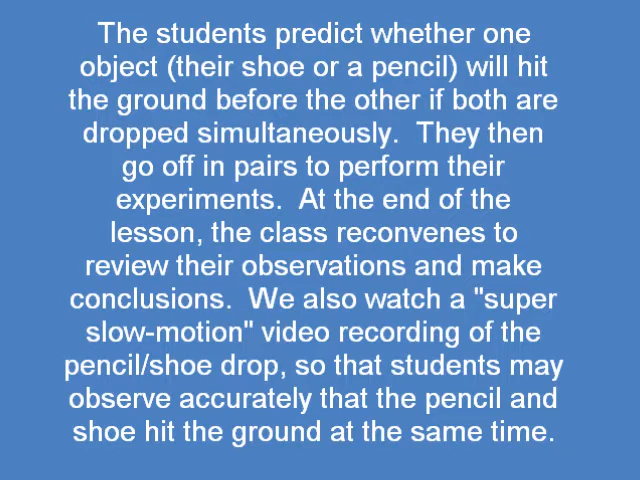 The students predict whether one
object (their shoe or a pencil) will hit
the ground before the other if both are
dropped simultaneously.  They then
go off in pairs to perform their
experiments.  At the end of the
lesson, the class reconvenes to
review their observations and make
conclusions.  We also watch a "super
slow-motion" video recording of the
pencil/shoe drop, so that students may
observe accurately that the pencil and
shoe hit the ground at the same time.